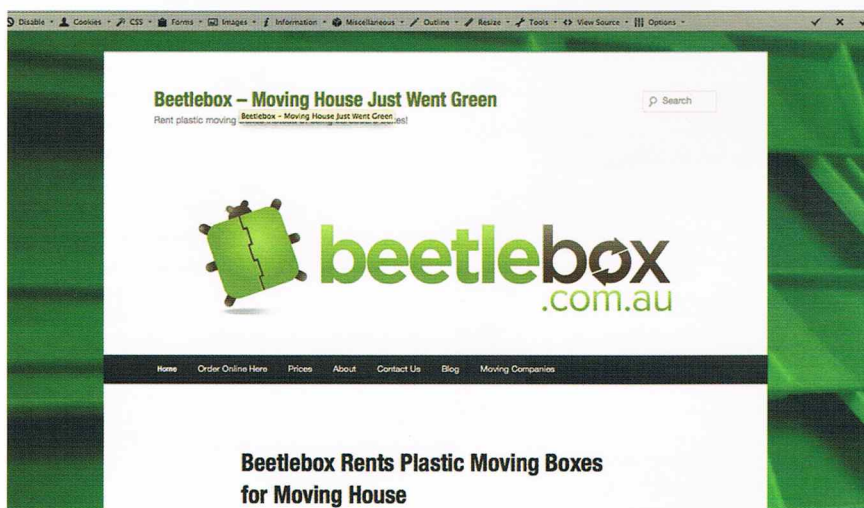 Disable Cookies CSS Forms Images Information Miscellaneous Outline Resize Tools View Source Options
Beetlebox – Moving House Just Went Green
Search
Rent plastic moving
Beetlebox - Moving House Just Went Green
beetlebox
.com.au
Home Order Online Here Prices About Contact Us Blog Moving Companies
Beetlebox Rents Plastic Moving Boxes
for Moving House